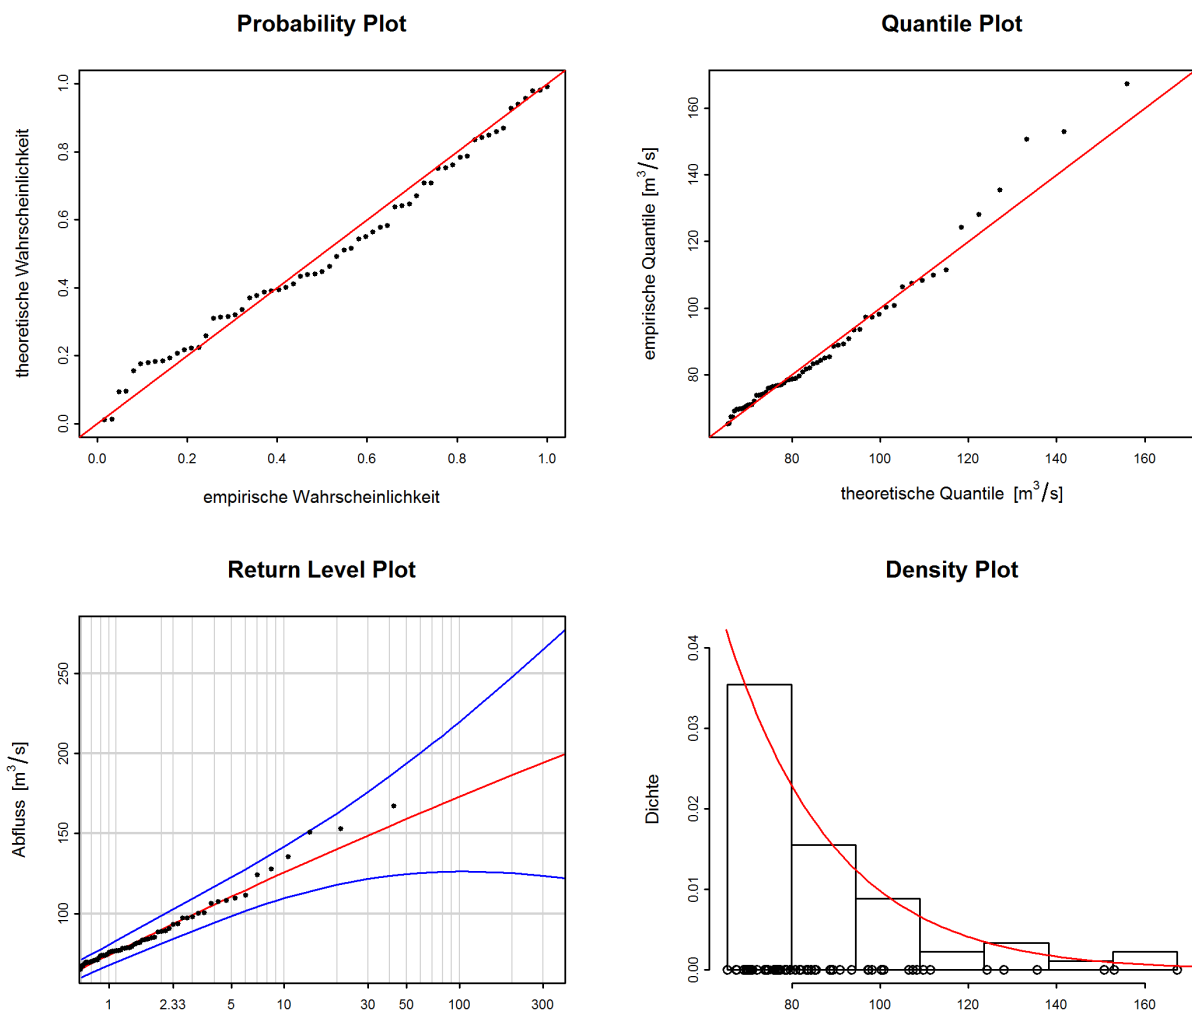 Probability Plot
theoretische Wahrscheinlichkeit
0.0 0.2 0.4 0.6 0.8 1.0
0.0 0.2 0.4 0.6 0.8 1.0
empirische Wahrscheinlichkeit
Quantile Plot
empirische Quantile [m³/s]
80 100 120 140 160
80 100 120 140 160
theoretische Quantile [m³/s]
Return Level Plot
Abfluss [m³/s]
100 150 200 250
1 2.33 5 10 30 50 100 300
Density Plot
Dichte
0.00 0.01 0.02 0.03 0.04
80 100 120 140 160